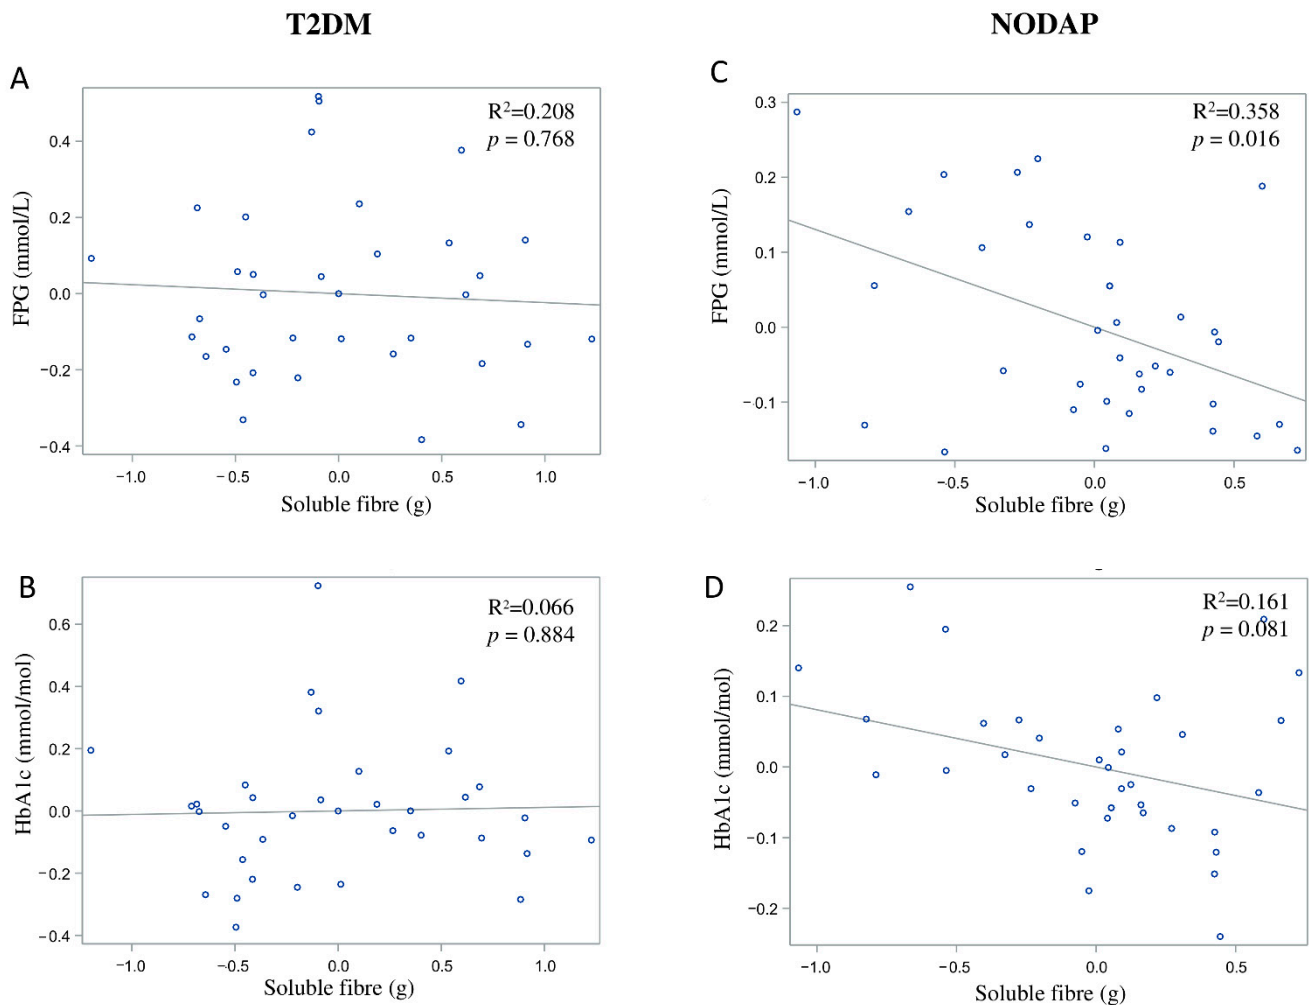 T2DM
NODAP
A
R²=0.208
p = 0.768
0.4
0.2
0.0
−0.2
−0.4
FPG (mmol/L)
−1.0 −0.5 0.0 0.5 1.0
Soluble fibre (g)
C
R²=0.358
p = 0.016
0.3
0.2
0.1
0.0
−0.1
FPG (mmol/L)
−1.0 −0.5 0.0 0.5
Soluble fibre (g)
B
R²=0.066
p = 0.884
0.6
0.4
0.2
0.0
−0.2
−0.4
HbA1c (mmol/mol)
−1.0 −0.5 0.0 0.5 1.0
Soluble fibre (g)
D
R²=0.161
p = 0.081
0.2
0.1
0.0
−0.1
−0.2
HbA1c (mmol/mol)
−1.0 −0.5 0.0 0.5
Soluble fibre (g)